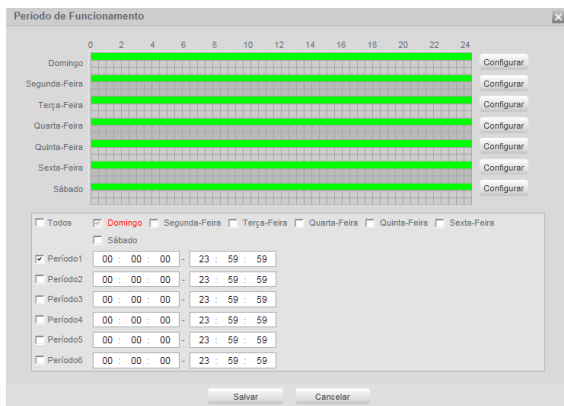 Periodo de Funcionamento
0 2 4 6 8 10 12 14 16 18 20 22 24
Domingo Configurar
Segunda-Feira Configurar
Terça-Feira Configurar
Quarta-Feira Configurar
Quinta-Feira Configurar
Sexta-Feira Configurar
Sábado Configurar
Todos Domingo Segunda-Feira Terça-Feira Quarta-Feira Quinta-Feira Sexta-Feira
Sábado
Período1 00 : 00 : 00 - 23 : 59 : 59
Período2 00 : 00 : 00 - 23 : 59 : 59
Período3 00 : 00 : 00 - 23 : 59 : 59
Período4 00 : 00 : 00 - 23 : 59 : 59
Período5 00 : 00 : 00 - 23 : 59 : 59
Período6 00 : 00 : 00 - 23 : 59 : 59
Salvar Cancelar